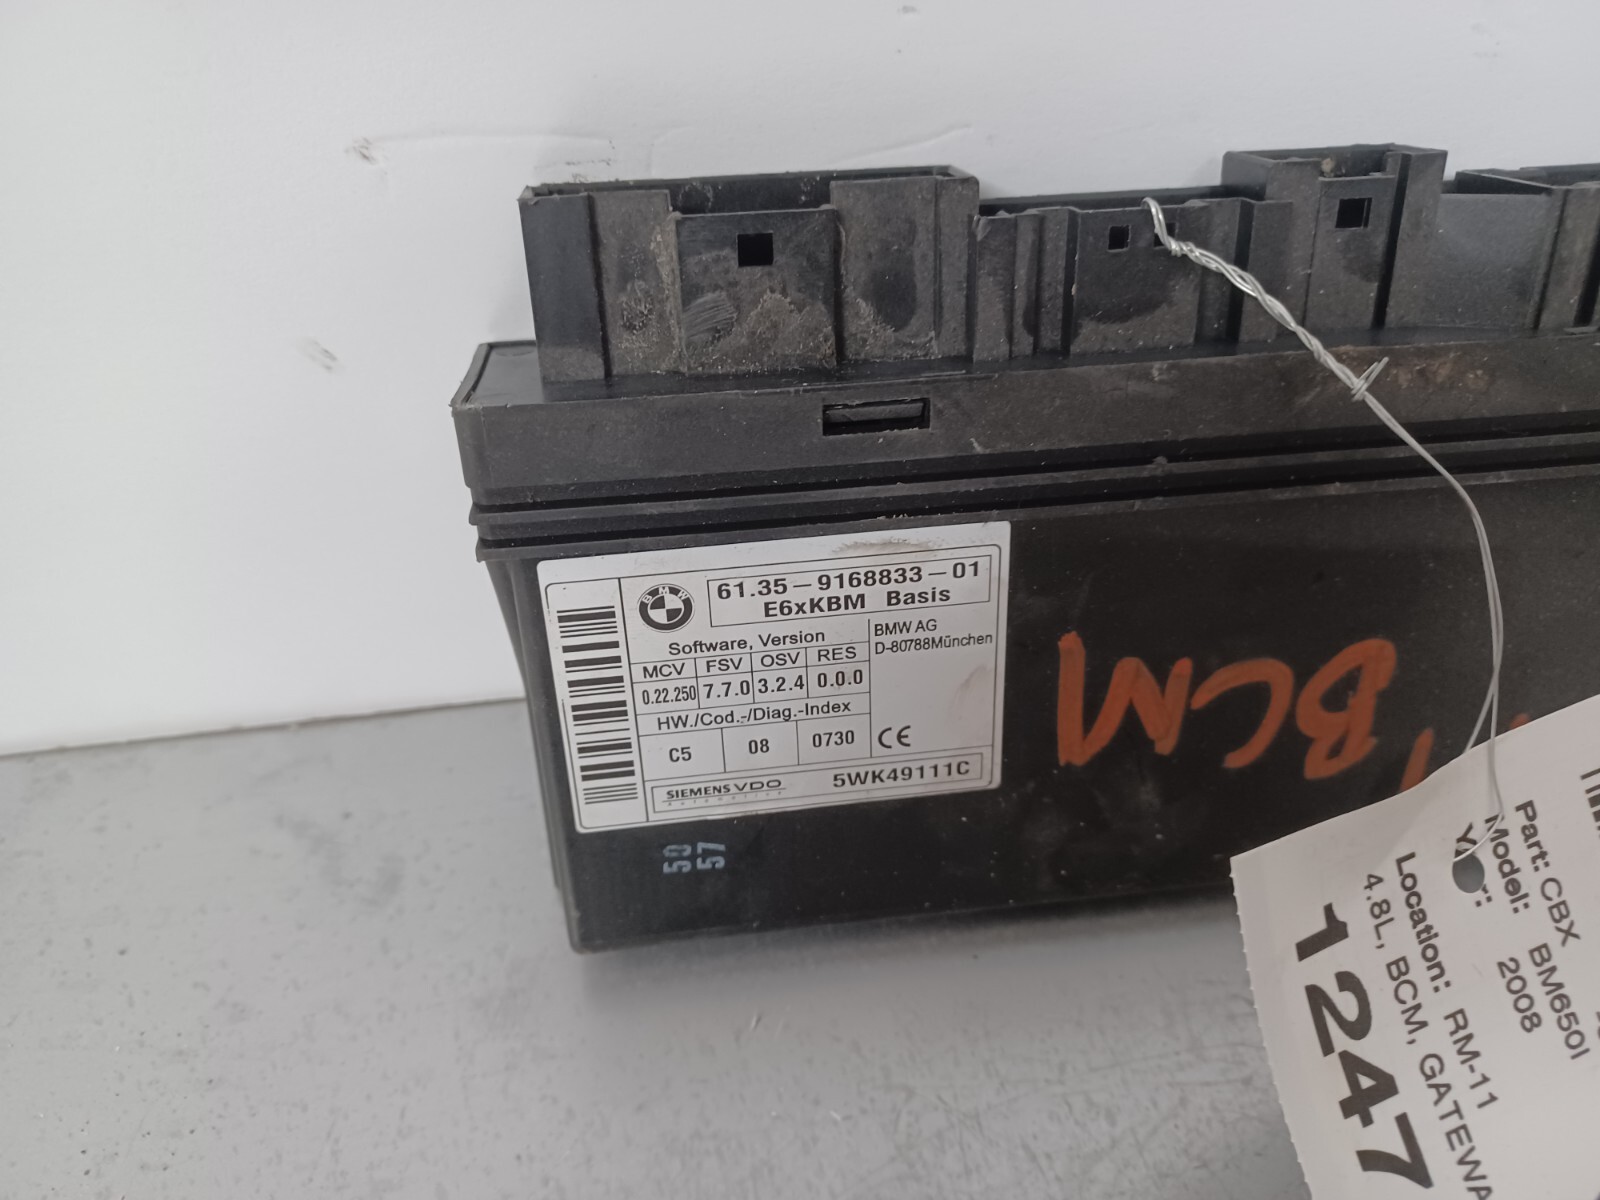 BMW
61.35-9168833-01
E6xKBM Basis
Software, Version
MCV FSV OSV RES
0.22.250 7.7.0 3.2.4 0.0.0
HW./Cod.-/Diag.-Index
C5 08 0730
BMW AG
D-80788München
CE
SIEMENS VDO
automotive
5WK49111C
50
57
BCM
Part: CBX
Model: BM650I
2008
Location: RM-11
4.8L, BCM, GATEWA
1247